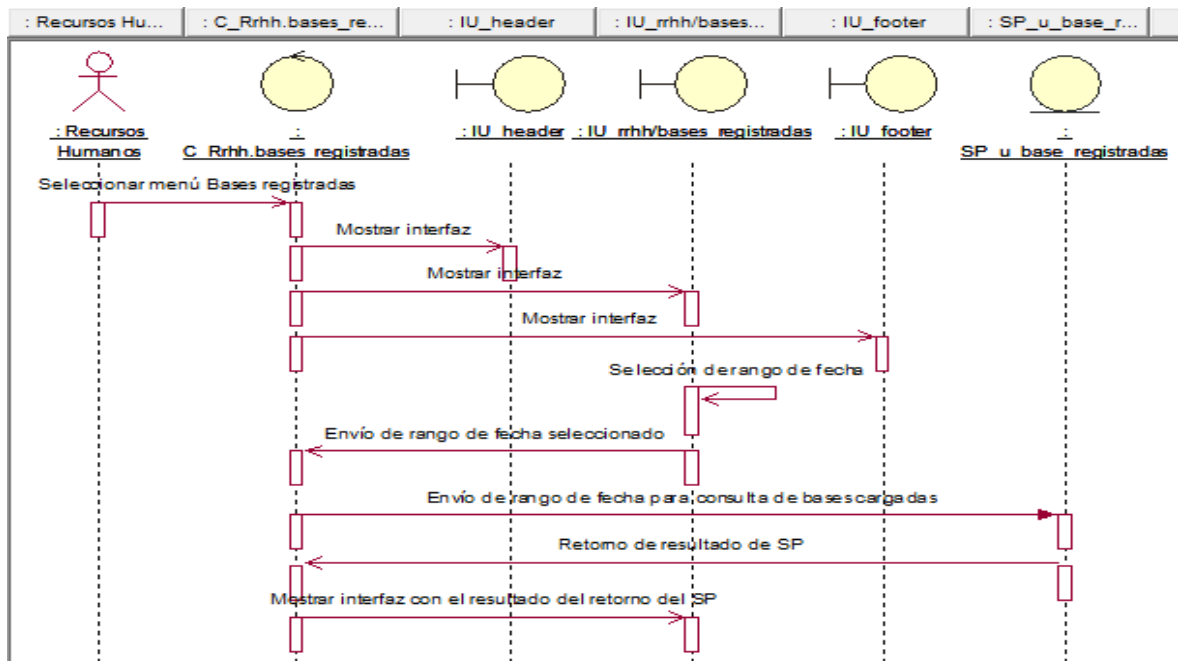 : Recursos Hu...
: C_Rrhh.bases_re...
: IU_header
: IU_rrhh/bases...
: IU_footer
: SP_u_base_r...
: Recursos
Humanos
:
C_Rrhh.bases_registradas
: IU_header
: IU_rrhh/bases_registradas
: IU_footer
:
SP_u_base_registradas
Seleccionar menú Bases registradas
Mostrar interfaz
Mostrar interfaz
Mostrar interfaz
Selección de rango de fecha
Envío de rango de fecha seleccionado
Envío de rango de fecha para consulta de bases cargadas
Retorno de resultado de SP
Mostrar interfaz con el resultado del retorno del SP